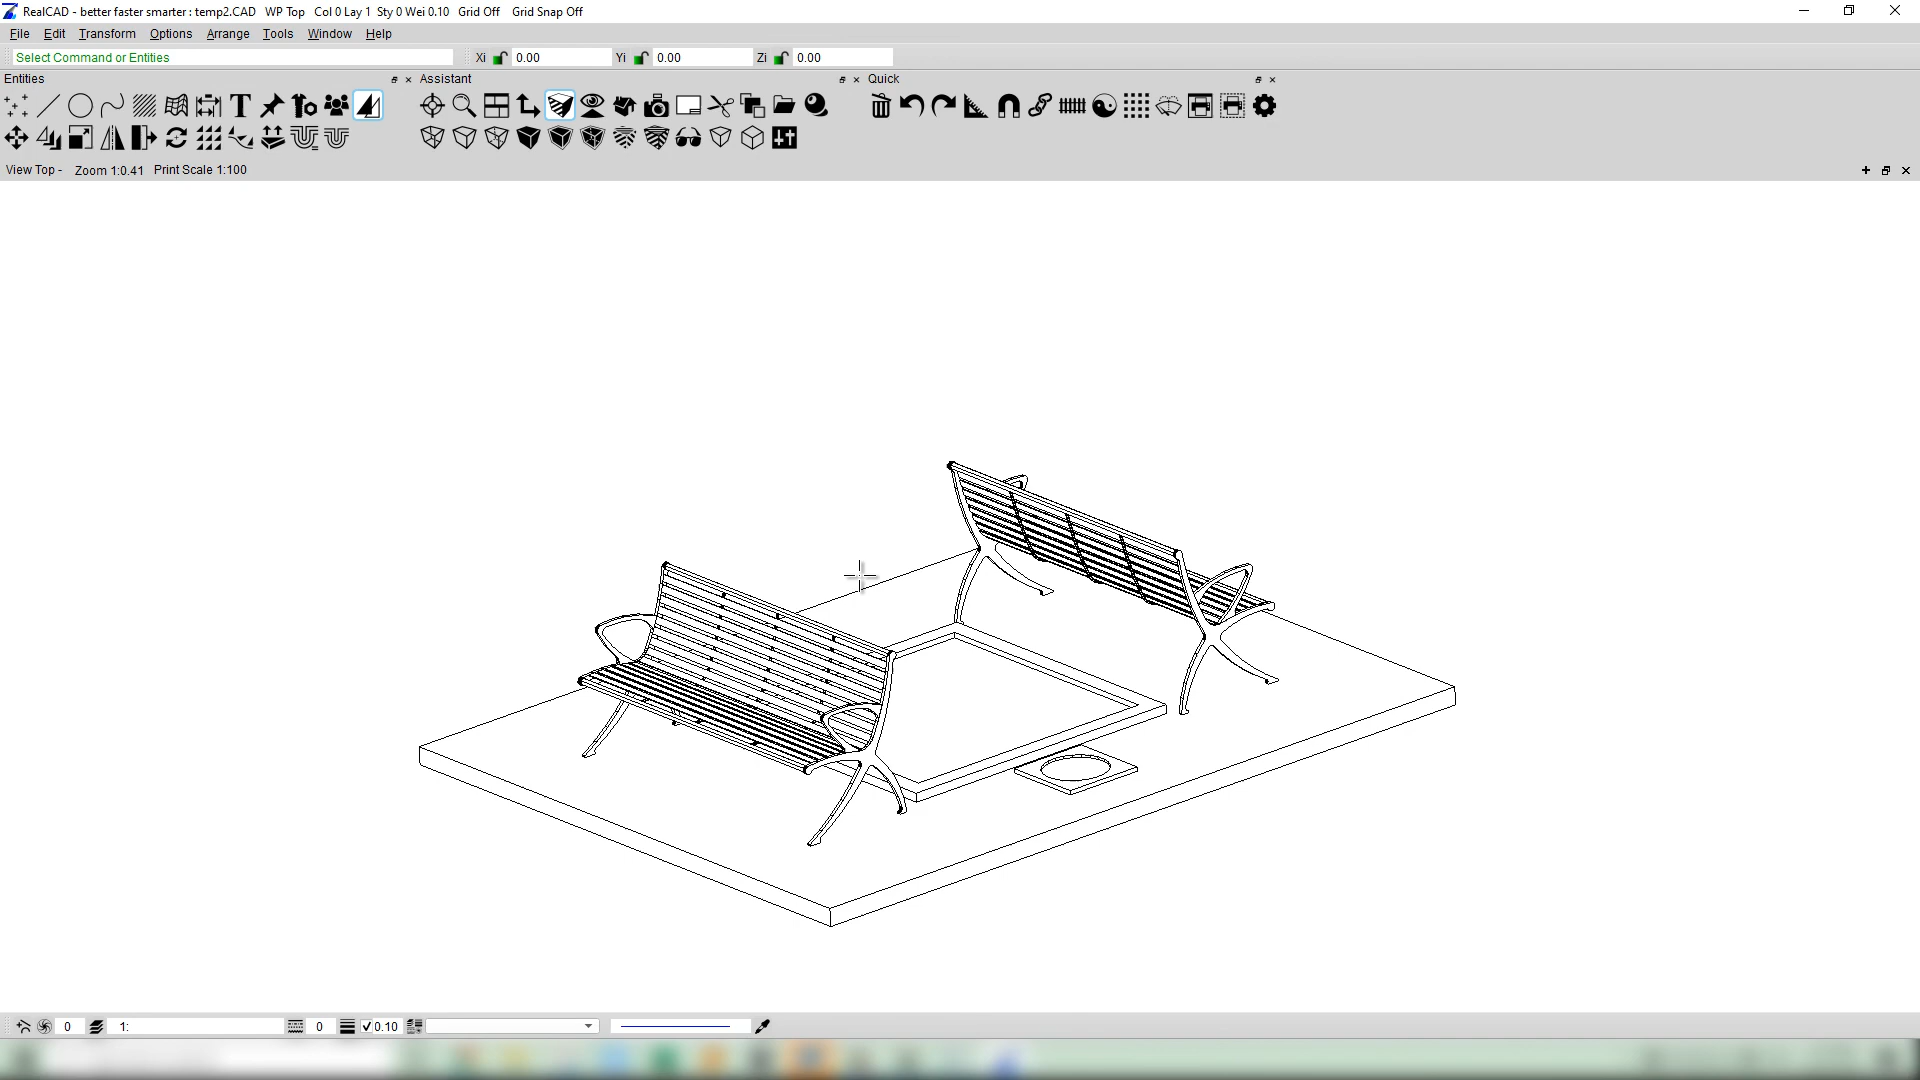 RealCAD - better faster smarter : temp2.CAD   WP Top   Col 0 Lay 1  Sty 0 Wei 0.10   Grid Off   Grid Snap Off
File   Edit   Transform   Options   Arrange   Tools   Window   Help
Select Command or Entities   Xi   0.00   Yi   0.00   Zi   0.00
Entities   Assistant   Quick
View Top -   Zoom 1:0.41   Print Scale 1:100
0   1:   0   0.10